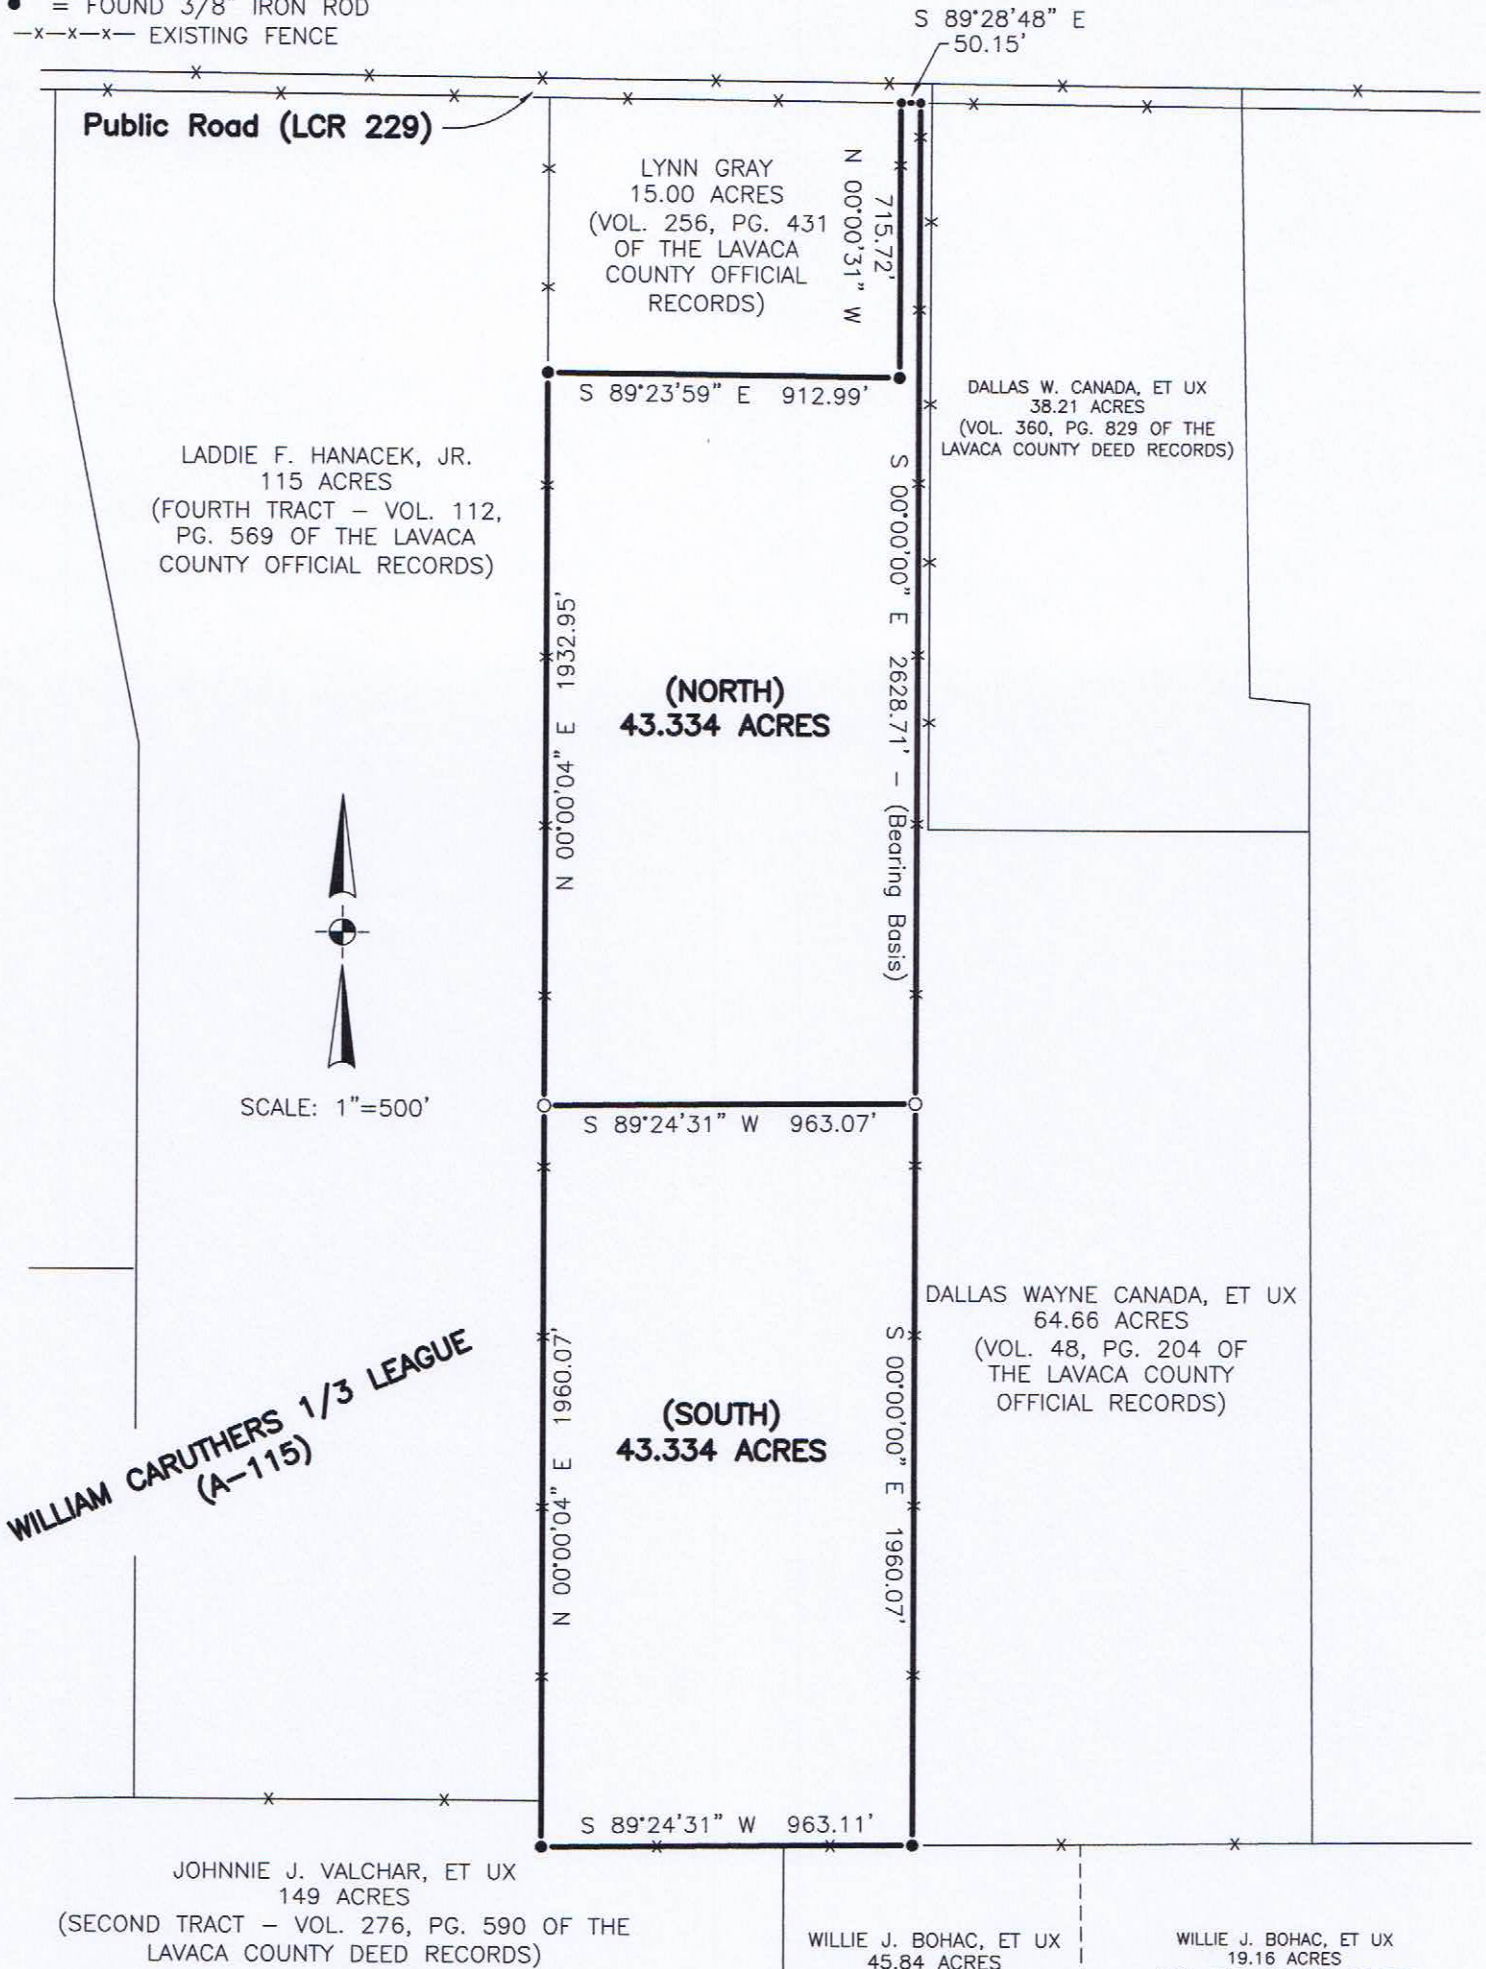 ● = FOUND 3/8" IRON ROD
—x—x—x— EXISTING FENCE
S 89°28'48" E
50.15'
Public Road (LCR 229)
LYNN GRAY
15.00 ACRES
(VOL. 256, PG. 431
OF THE LAVACA
COUNTY OFFICIAL
RECORDS)
N 00°00'31" W
715.72'
S 89°23'59" E 912.99'
DALLAS W. CANADA, ET UX
38.21 ACRES
(VOL. 360, PG. 829 OF THE
LAVACA COUNTY DEED RECORDS)
LADDIE F. HANACEK, JR.
115 ACRES
(FOURTH TRACT – VOL. 112,
PG. 569 OF THE LAVACA
COUNTY OFFICIAL RECORDS)
N 00°00'04" E 1932.95'
(NORTH)
43.334 ACRES
S 00°00'00" E 2628.71' – (Bearing Basis)
SCALE: 1"=500'
S 89°24'31" W 963.07'
DALLAS WAYNE CANADA, ET UX
64.66 ACRES
(VOL. 48, PG. 204 OF
THE LAVACA COUNTY
OFFICIAL RECORDS)
WILLIAM CARUTHERS 1/3 LEAGUE
(A–115)
N 00°00'04" E 1960.07'
(SOUTH)
43.334 ACRES
S 00°00'00" E 1960.07'
S 89°24'31" W 963.11'
JOHNNIE J. VALCHAR, ET UX
149 ACRES
(SECOND TRACT – VOL. 276, PG. 590 OF THE
LAVACA COUNTY DEED RECORDS)
WILLIE J. BOHAC, ET UX
45.84 ACRES
WILLIE J. BOHAC, ET UX
19.16 ACRES